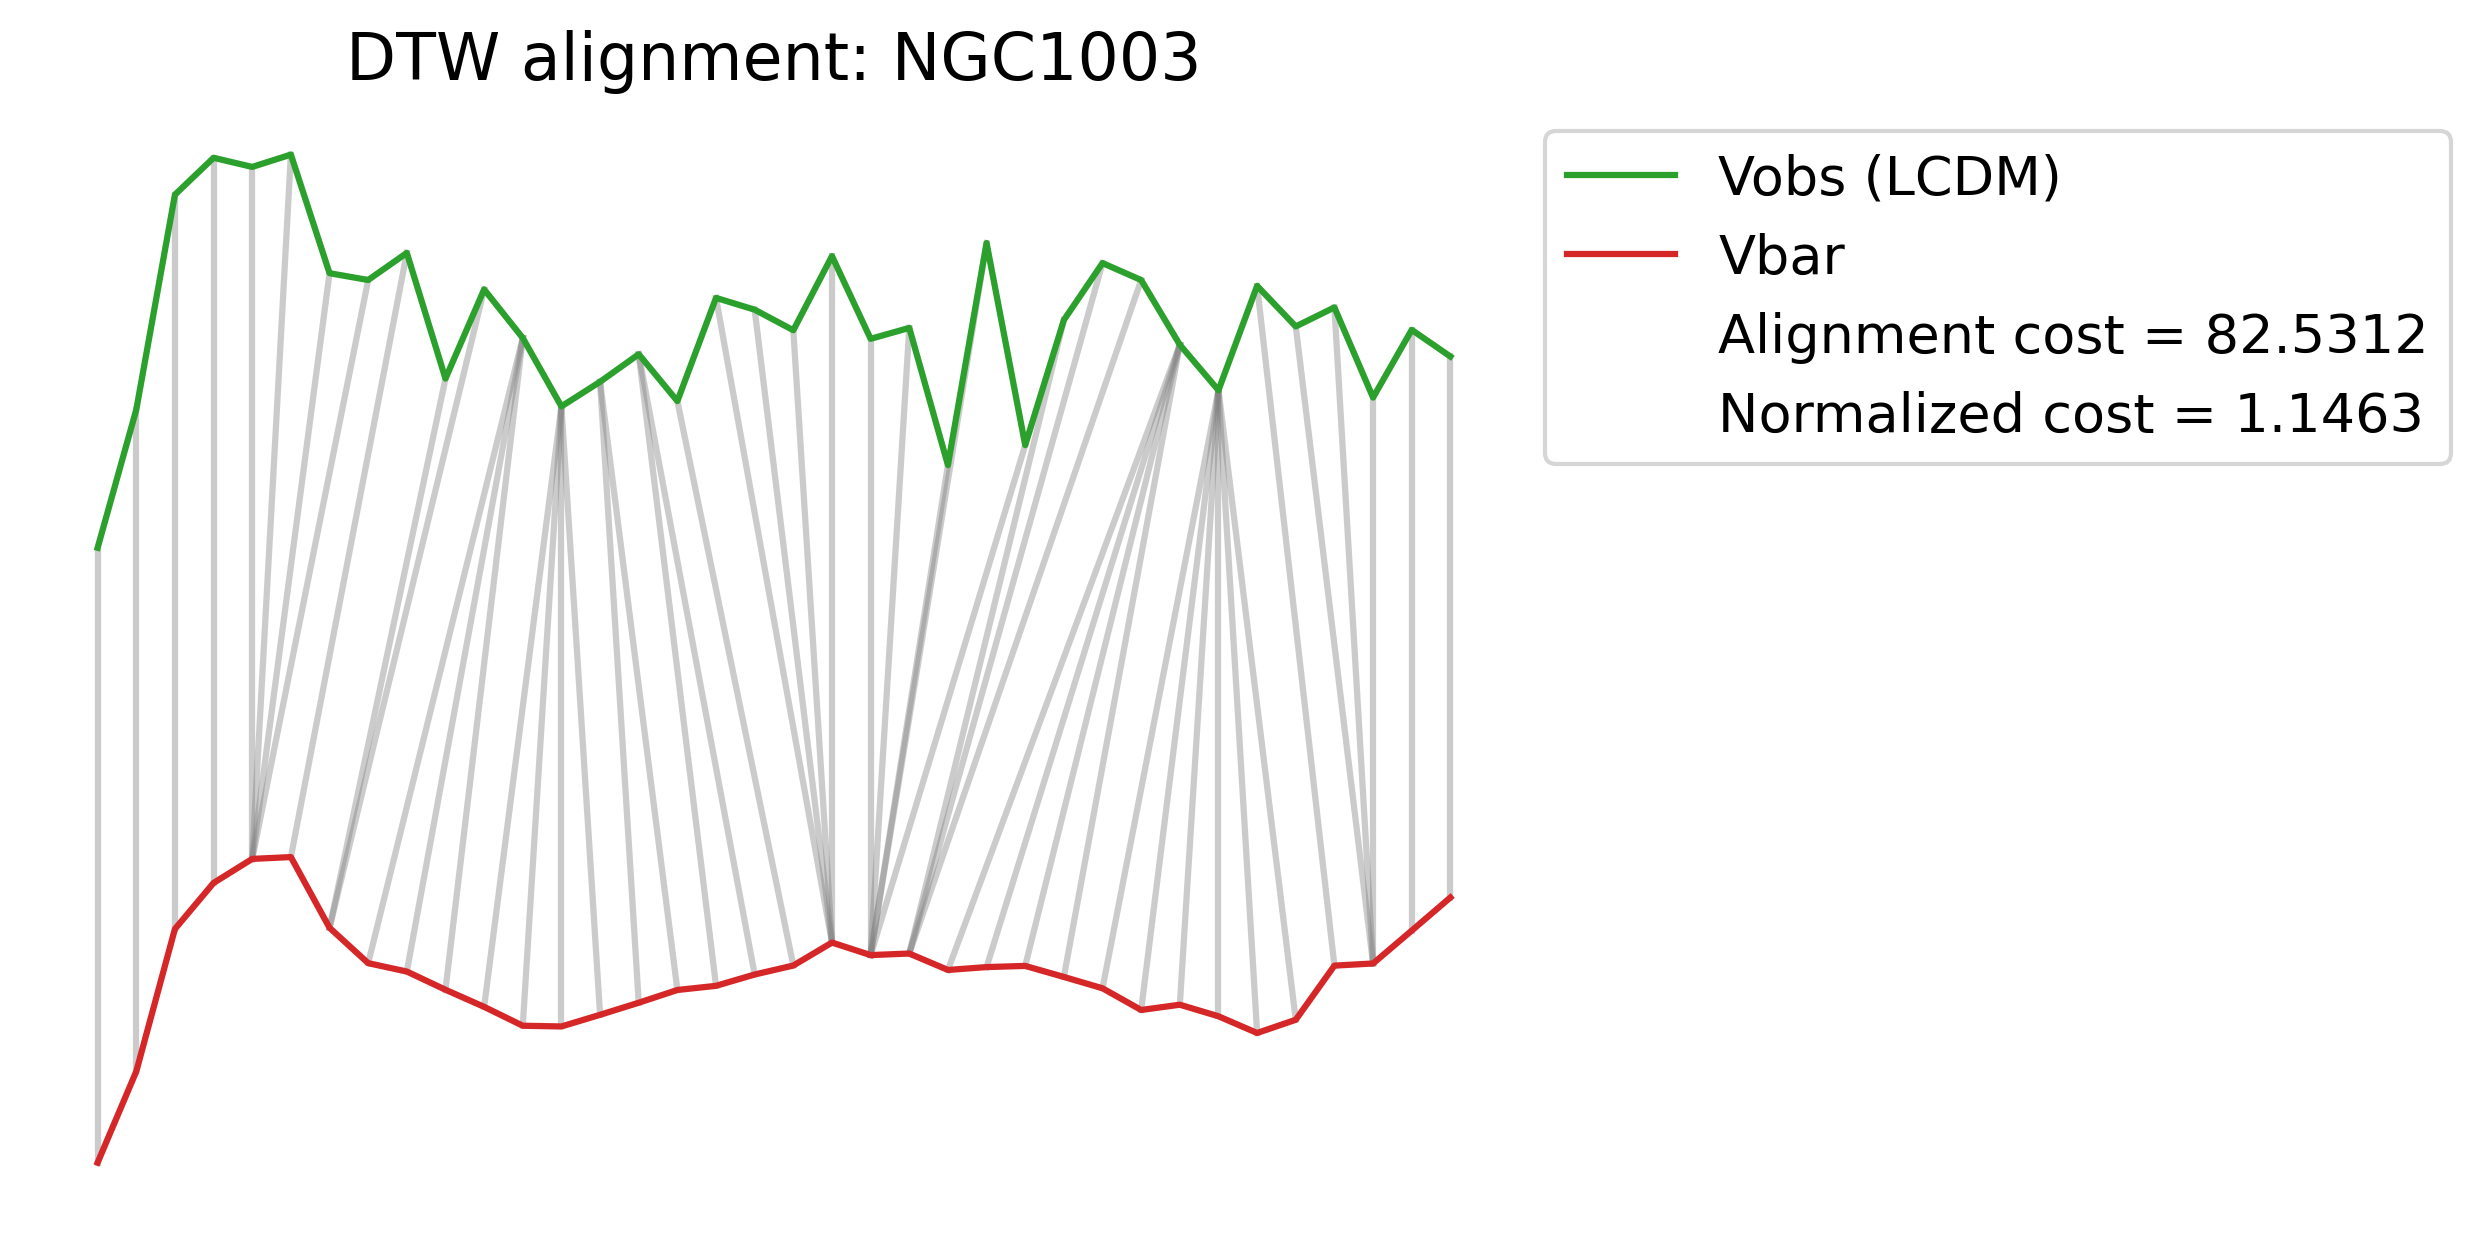 DTW alignment: NGC1003
Vobs (LCDM)
Vbar
Alignment cost = 82.5312
Normalized cost = 1.1463